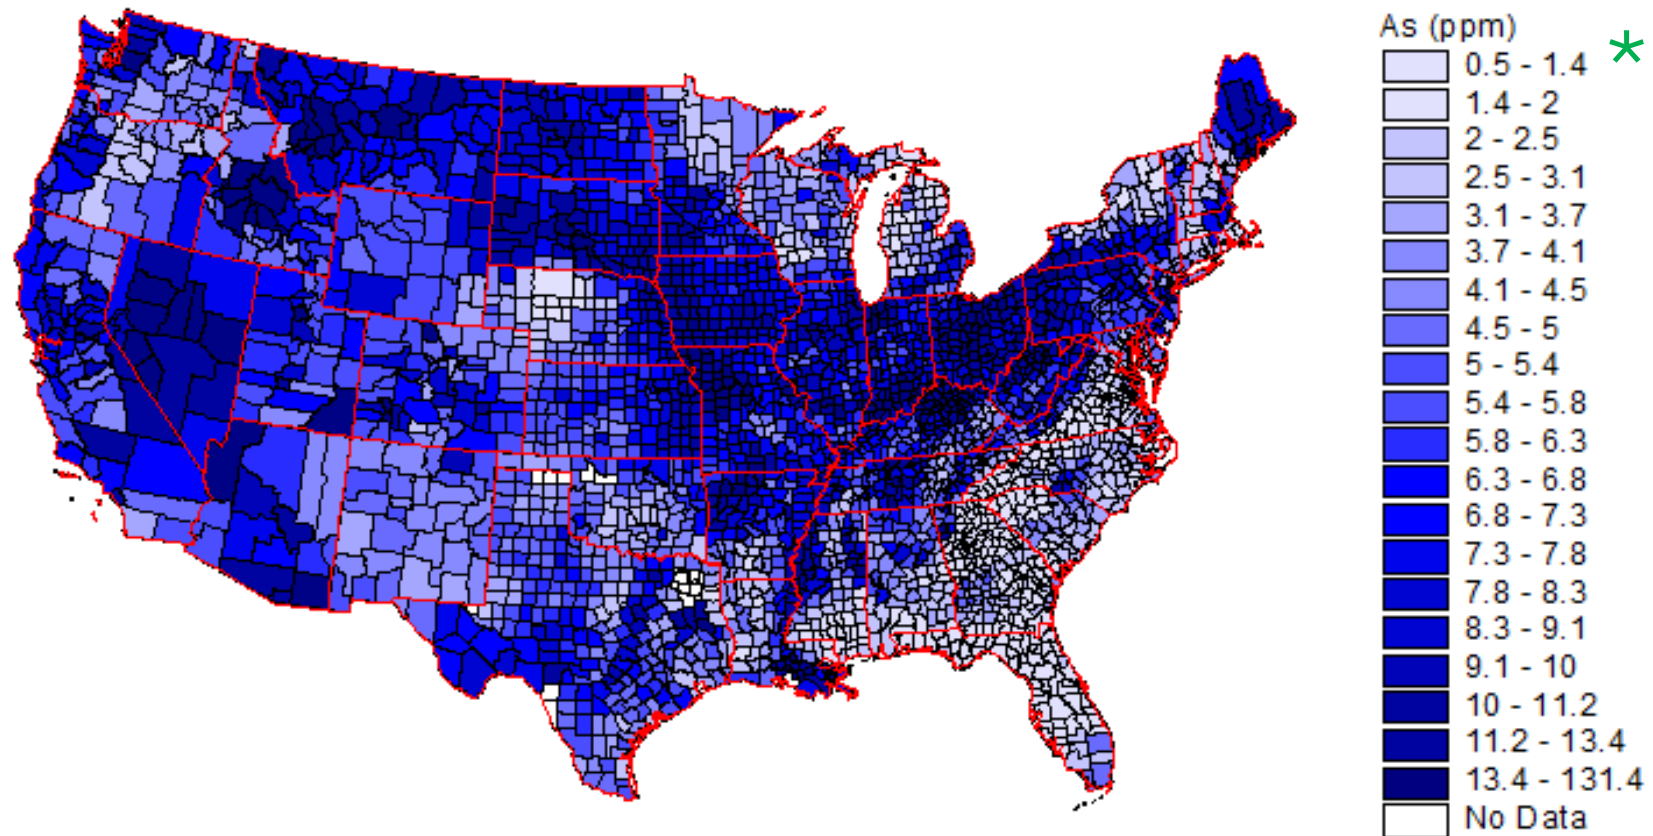 As (ppm)
*
0.5 - 1.4
1.4 - 2
2 - 2.5
2.5 - 3.1
3.1 - 3.7
3.7 - 4.1
4.1 - 4.5
4.5 - 5
5 - 5.4
5.4 - 5.8
5.8 - 6.3
6.3 - 6.8
6.8 - 7.3
7.3 - 7.8
7.8 - 8.3
8.3 - 9.1
9.1 - 10
10 - 11.2
11.2 - 13.4
13.4 - 131.4
No Data